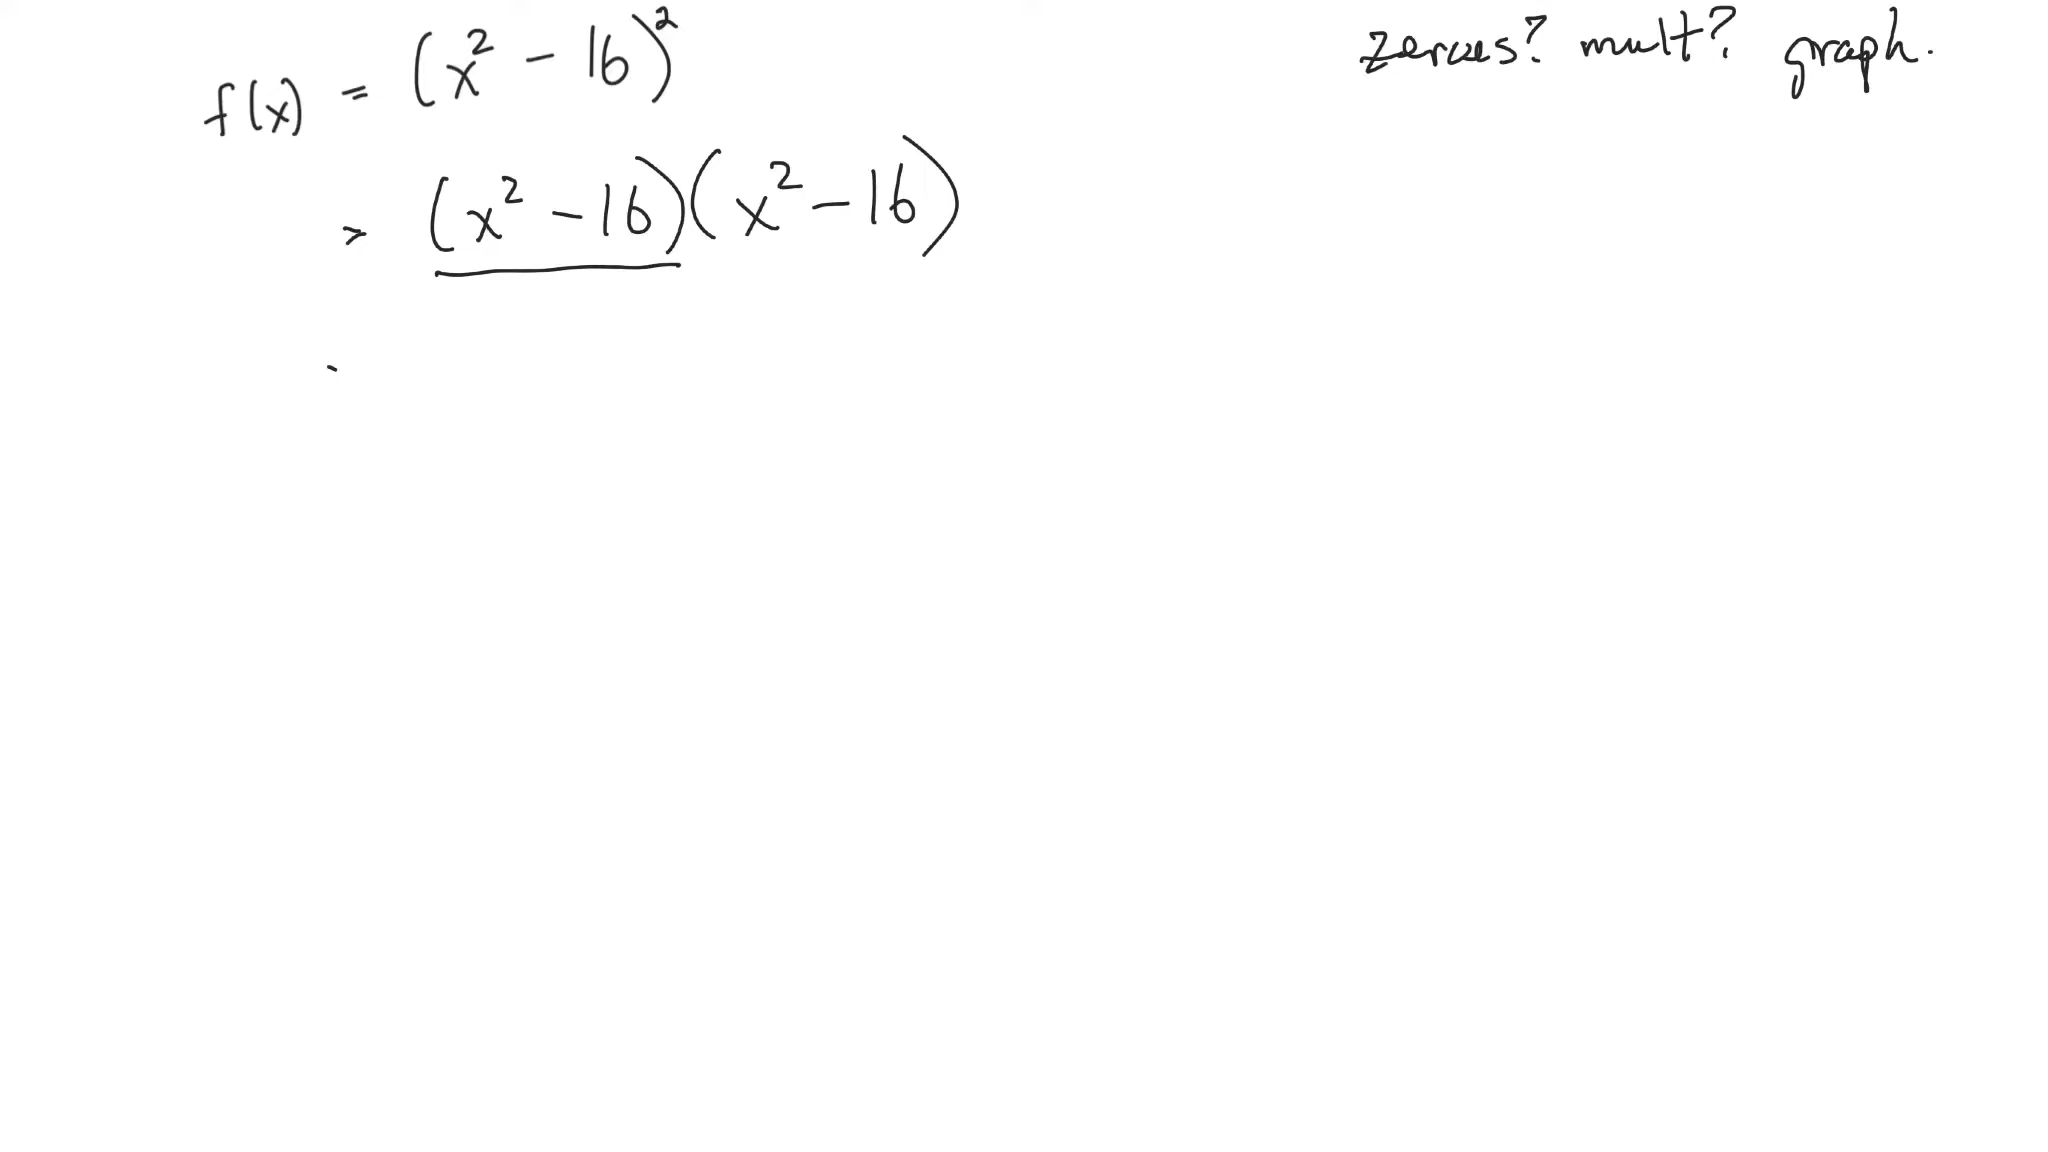 f(x) = (x² - 16)²
zeroes? mult? graph.
= (x² - 16)(x² - 16)